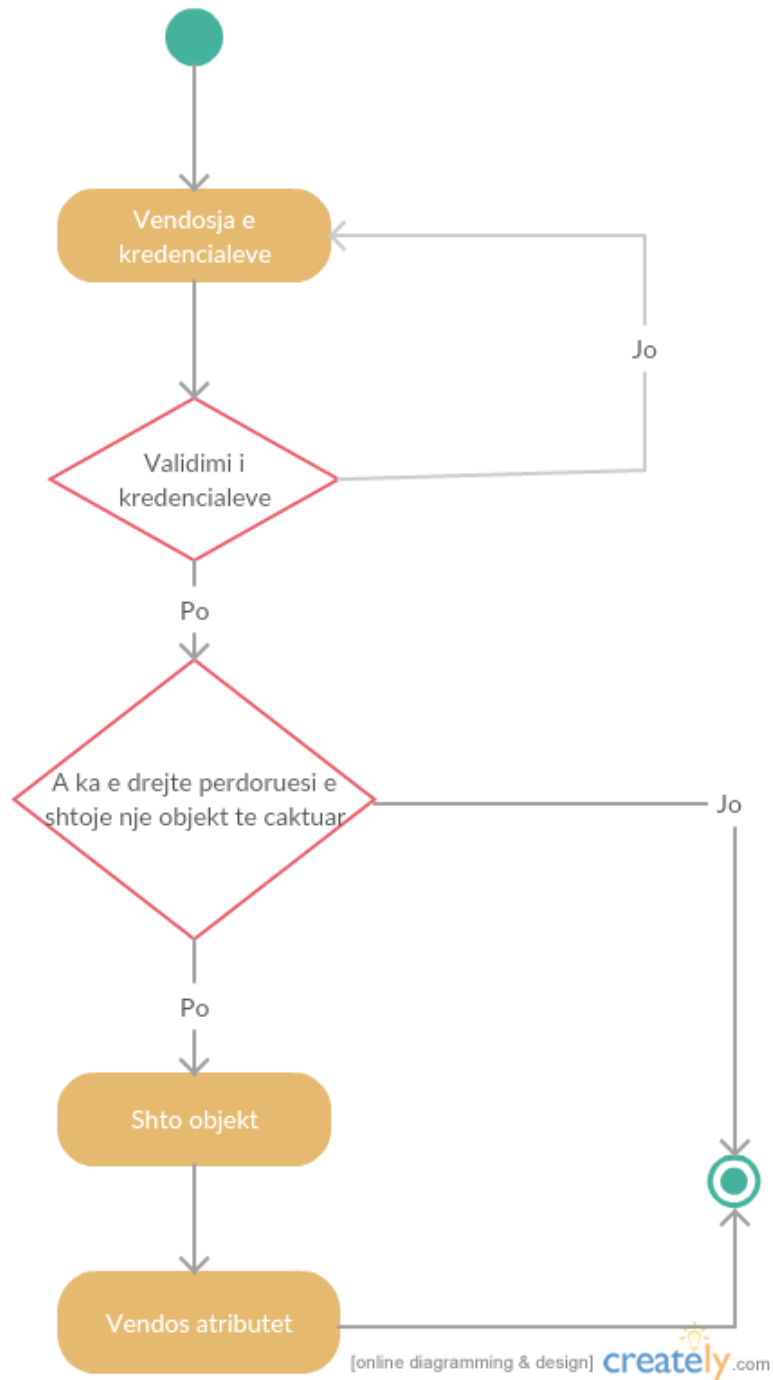 Vendosja e
kredencialeve
Jo
Validimi i
kredencialeve
Po
A ka e drejte perdoruesi e
shtoje nje objekt te caktuar
Jo
Po
Shto objekt
Vendos atributet
[online diagramming & design] creately.com